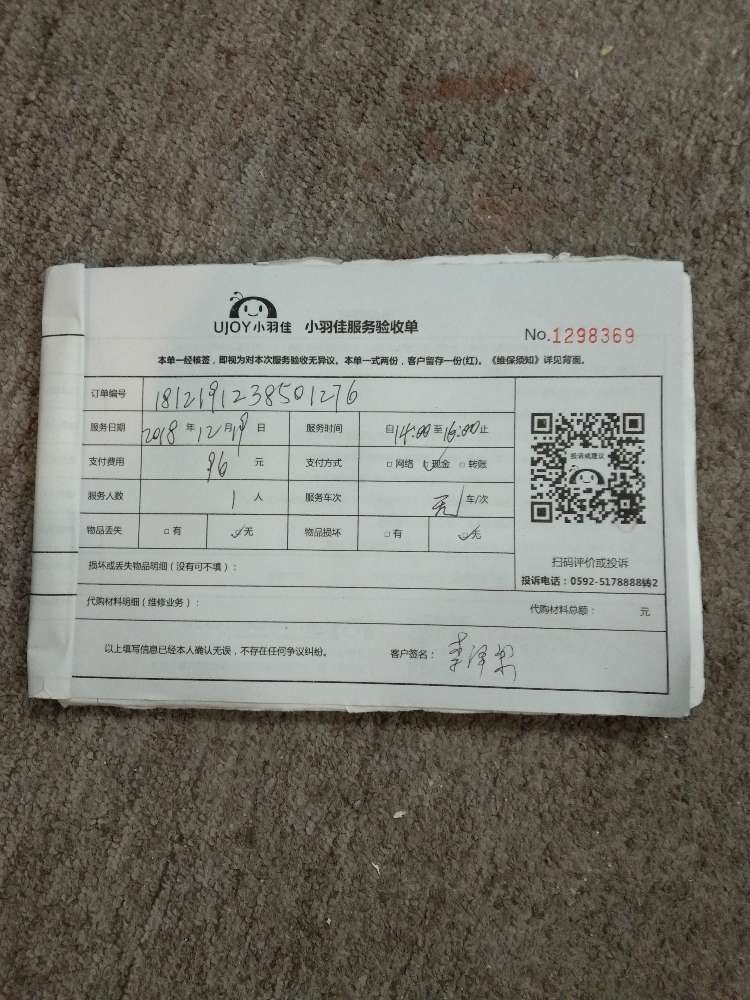 UJOY小羽佳 小羽佳服务验收单
No.1298369
本单一经核签，即视为对本次服务验收无异议。本单一式两份，客户留存一份(红)。《维保须知》详见背面。
订单编号 1812191238501276
服务日期 2018 年 12 月 19 日 服务时间 自 14:00 至 16:00 止
支付费用 96 元 支付方式 □ 网络 ☑ 现金 □ 转账
服务人数 1 人 服务车次 无 车/次
物品丢失 □ 有 ☑ 无 物品损坏 □ 有 ☑ 无
投诉或建议
扫码评价或投诉
投诉电话：0592-5178888转2
损坏或丢失物品明细（没有可不填）：
代购材料明细（维修业务）： 代购材料总额： 元
以上填写信息已经本人确认无误，不存在任何争议纠纷。 客户签名：